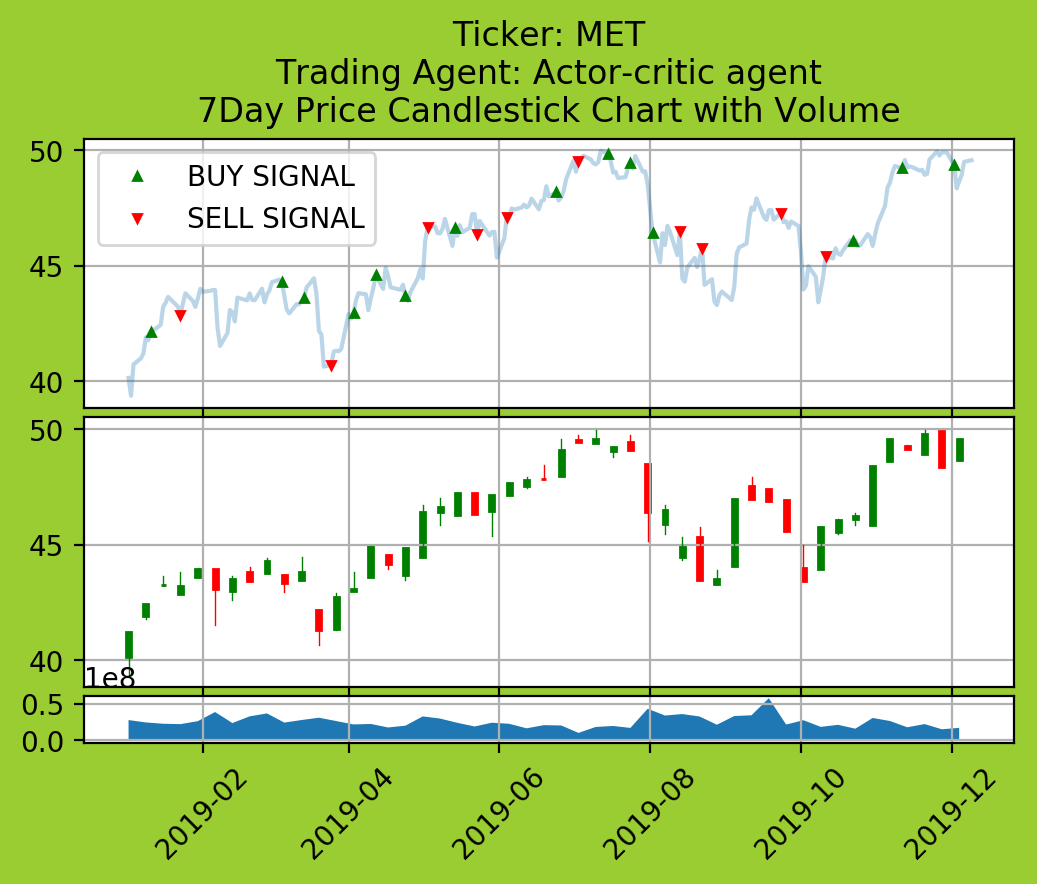 Ticker: MET
Trading Agent: Actor-critic agent
7Day Price Candlestick Chart with Volume
BUY SIGNAL
SELL SIGNAL
50
45
40
50
45
40
1e8
0.5
0.0
2019-02
2019-04
2019-06
2019-08
2019-10
2019-12